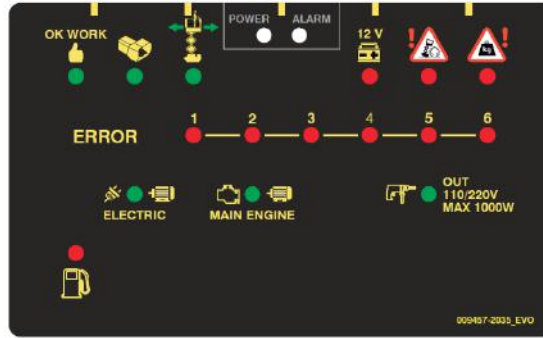 POWER ALARM
OK WORK
12 V
! !
1 2 3 4 5 6
ERROR
ELECTRIC
MAIN ENGINE
OUT
110/220V
MAX 1000W
009457-2035_EVO